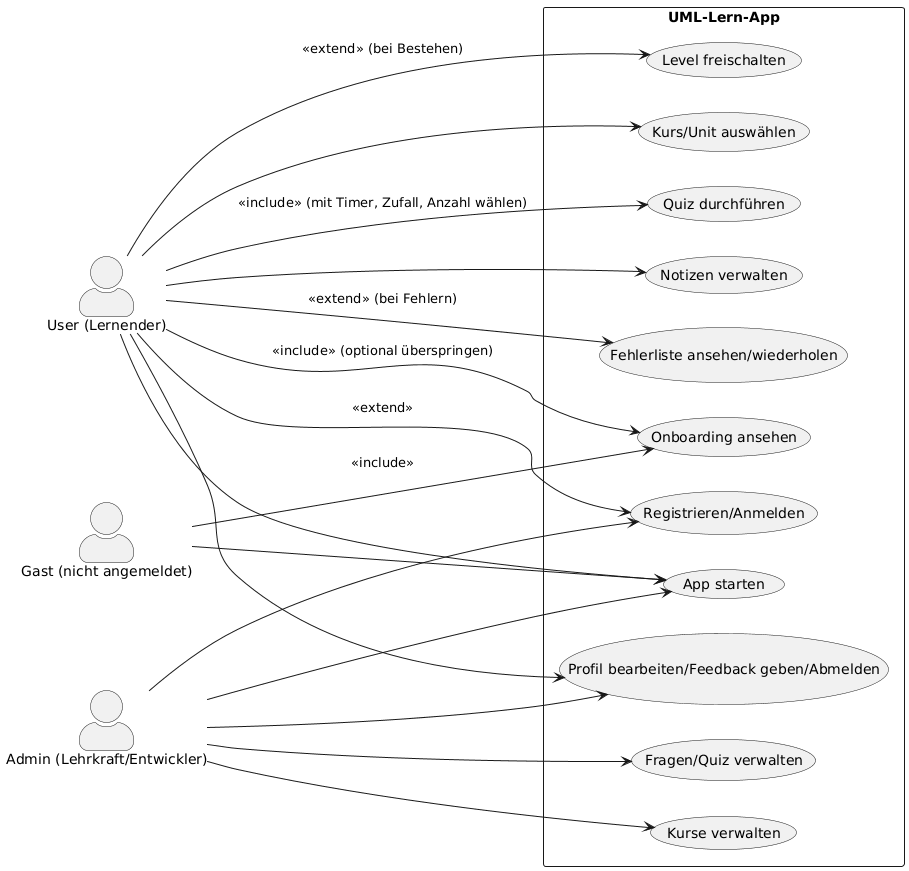 UML-Lern-App
«extend» (bei Bestehen)
Level freischalten
Kurs/Unit auswählen
«include» (mit Timer, Zufall, Anzahl wählen)
Quiz durchführen
Notizen verwalten
«extend» (bei Fehlern)
User (Lernender)
«include» (optional überspringen)
Fehlerliste ansehen/wiederholen
«extend»
Onboarding ansehen
«include»
Registrieren/Anmelden
Gast (nicht angemeldet)
App starten
Profil bearbeiten/Feedback geben/Abmelden
Admin (Lehrkraft/Entwickler)
Fragen/Quiz verwalten
Kurse verwalten